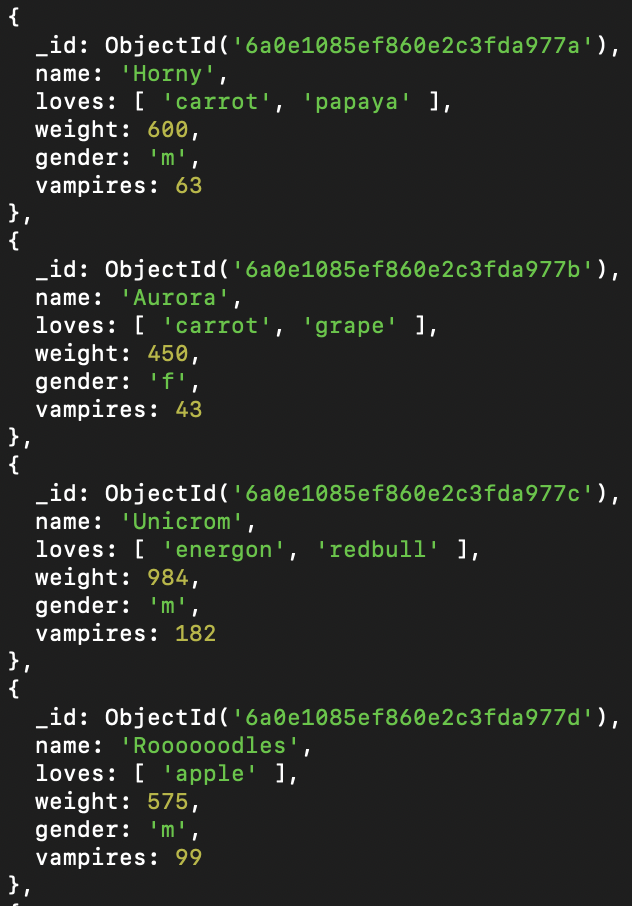 {
  _id: ObjectId('6a0e1085ef860e2c3fda977a'),
  name: 'Horny',
  loves: [ 'carrot', 'papaya' ],
  weight: 600,
  gender: 'm',
  vampires: 63
},
{
  _id: ObjectId('6a0e1085ef860e2c3fda977b'),
  name: 'Aurora',
  loves: [ 'carrot', 'grape' ],
  weight: 450,
  gender: 'f',
  vampires: 43
},
{
  _id: ObjectId('6a0e1085ef860e2c3fda977c'),
  name: 'Unicrom',
  loves: [ 'energon', 'redbull' ],
  weight: 984,
  gender: 'm',
  vampires: 182
},
{
  _id: ObjectId('6a0e1085ef860e2c3fda977d'),
  name: 'Roooooodles',
  loves: [ 'apple' ],
  weight: 575,
  gender: 'm',
  vampires: 99
},